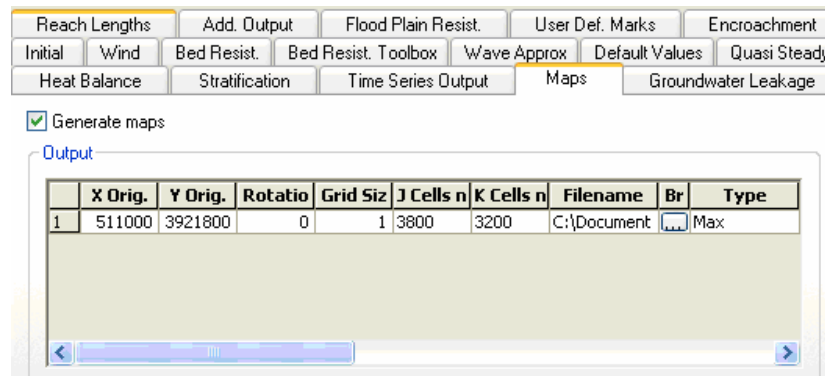 Reach Lengths Add. Output Flood Plain Resist. User Def. Marks Encroachment
Initial Wind Bed Resist. Bed Resist. Toolbox Wave Approx Default Values Quasi Steady
Heat Balance Stratification Time Series Output Maps Groundwater Leakage
Generate maps
Output
X Orig. Y Orig. Rotatio Grid Siz J Cells n K Cells n Filename Br Type
1 511000 3921800 0 1 3800 3200 C:\Document ... Max